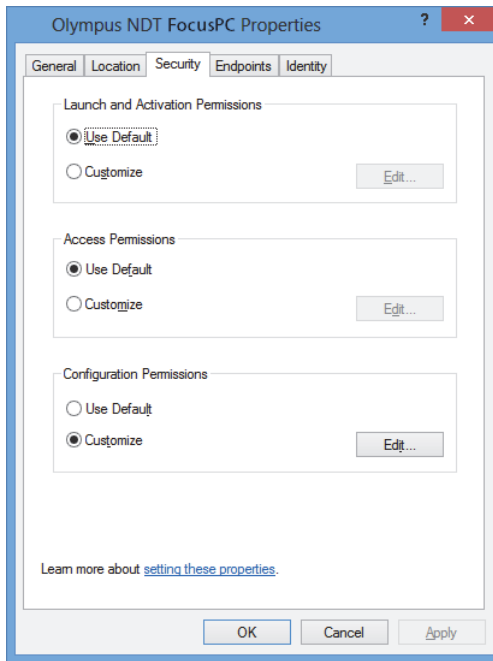 Olympus NDT FocusPC Properties
?
General Location Security Endpoints Identity
Launch and Activation Permissions
Use Default
Customize
Edit...
Access Permissions
Use Default
Customize
Edit...
Configuration Permissions
Use Default
Customize
Edit...
Learn more about setting these properties.
OK Cancel Apply